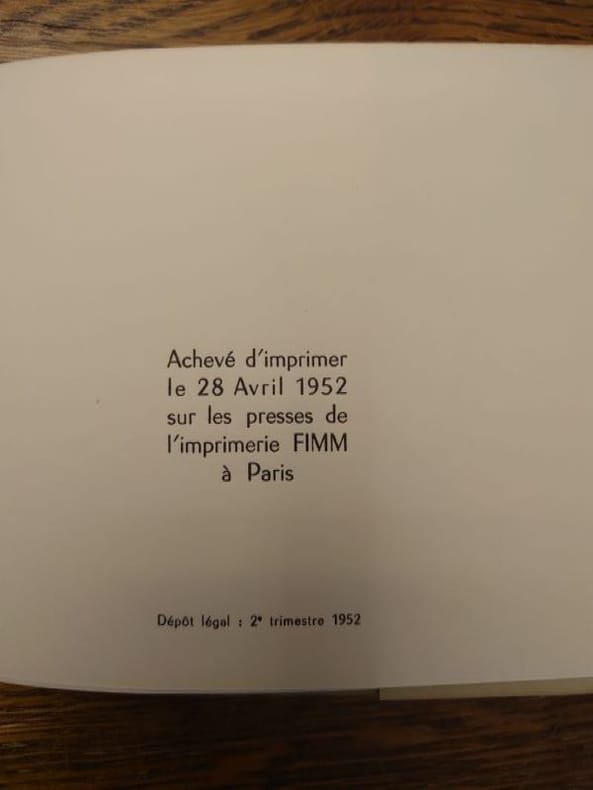 Achevé d'imprimer
le 28 Avril 1952
sur les presses de
l'imprimerie FIMM
à Paris
Dépôt légal : 2e trimestre 1952